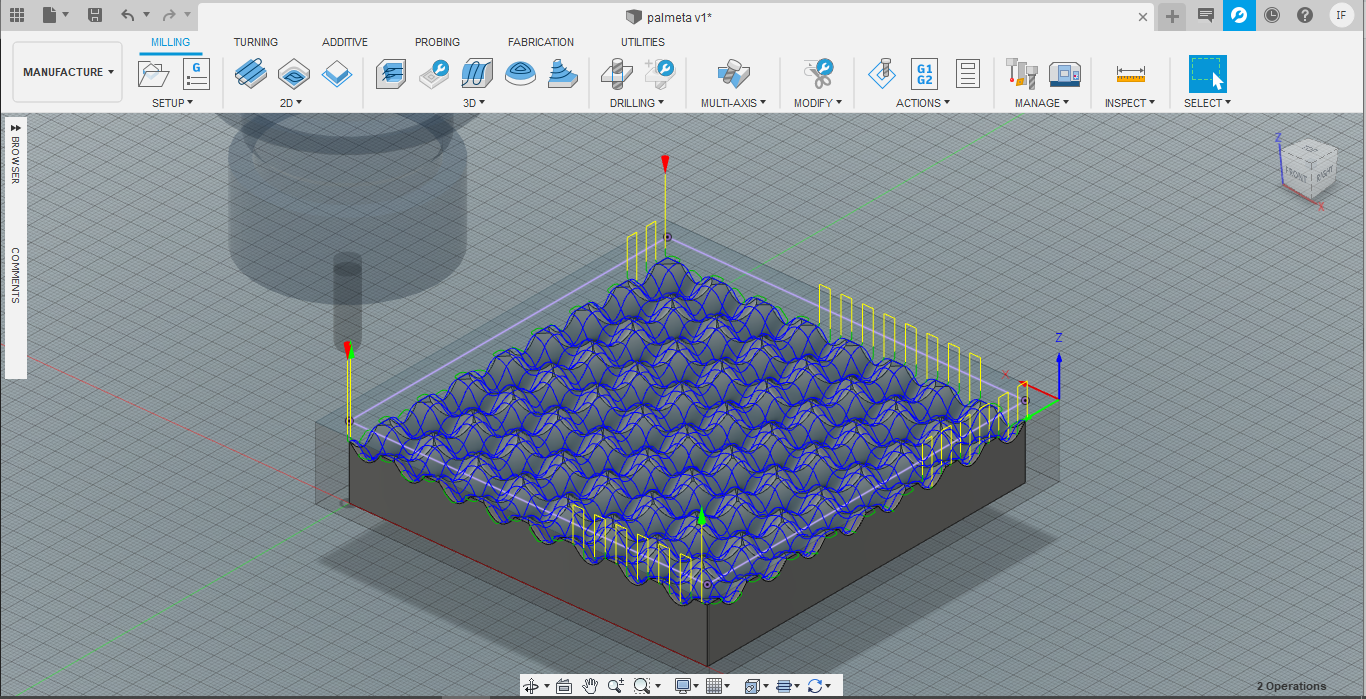 palmeta v1*
IF
MILLING
TURNING
ADDITIVE
PROBING
FABRICATION
UTILITIES
MANUFACTURE
G
G1
G2
SETUP
2D
3D
DRILLING
MULTI-AXIS
MODIFY
ACTIONS
MANAGE
INSPECT
SELECT
BROWSER
COMMENTS
Z
FRONT
RIGHT
X
Z
X
2 Operations